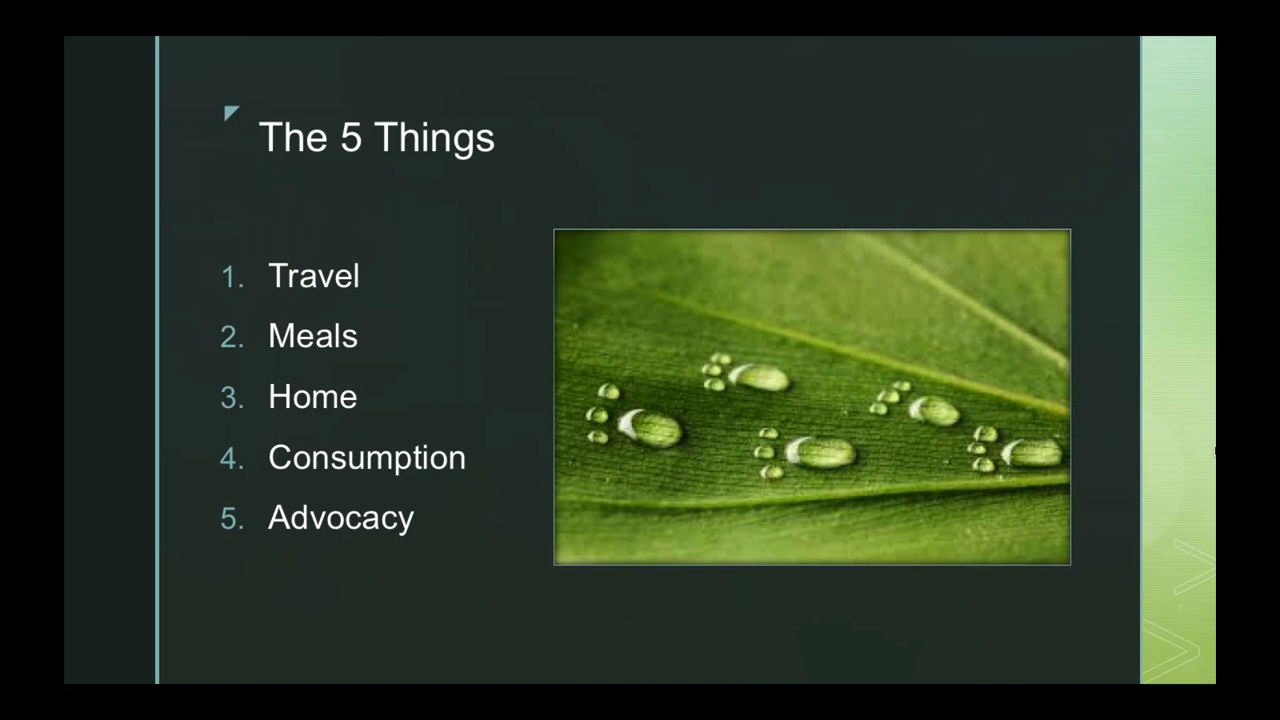 The 5 Things
1. Travel
2. Meals
3. Home
4. Consumption
5. Advocacy